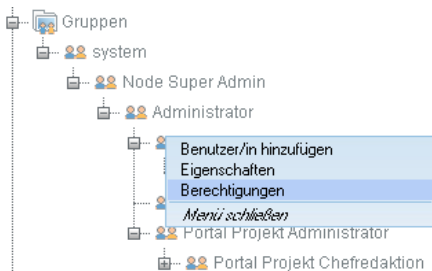 Gruppen
system
Node Super Admin
Administrator
Benutzer/in hinzufügen
Eigenschaften
Berechtigungen
Menü schließen
Portal Projekt Administrator
Portal Projekt Chefredaktion